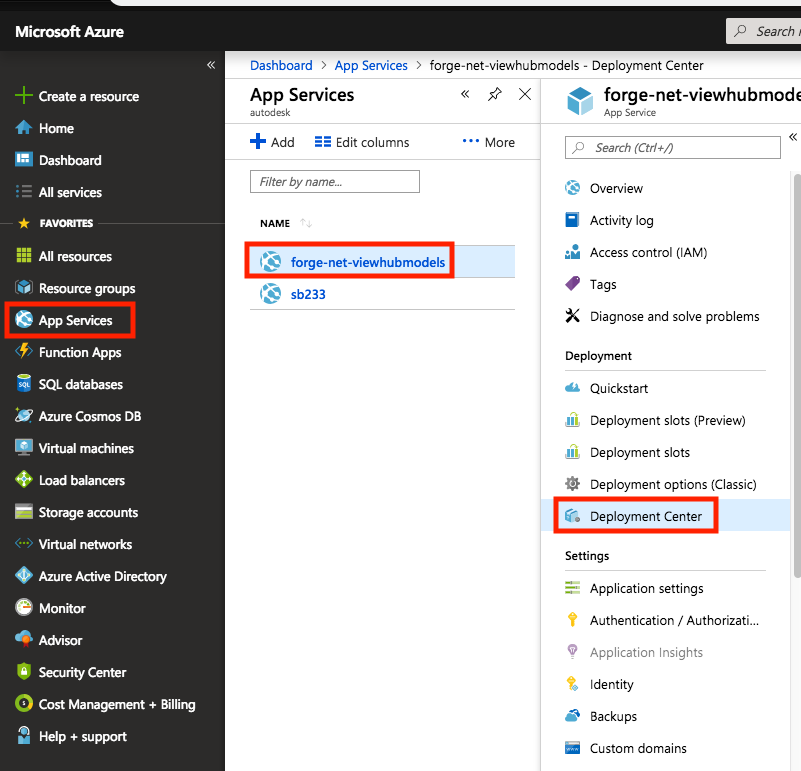 Microsoft Azure
Search
«
Create a resource
Home
Dashboard
All services
FAVORITES
All resources
Resource groups
App Services
Function Apps
SQL
SQL databases
Azure Cosmos DB
Virtual machines
Load balancers
Storage accounts
Virtual networks
Azure Active Directory
Monitor
Advisor
Security Center
Cost Management + Billing
Help + support
Dashboard > App Services > forge-net-viewhubmodels - Deployment Center
App Services
autodesk
«
Add
Edit columns
••• More
Filter by name...
NAME
forge-net-viewhubmodels
sb233
forge-net-viewhubmode
App Service
«
Search (Ctrl+/)
Overview
Activity log
Access control (IAM)
Tags
Diagnose and solve problems
Deployment
Quickstart
Deployment slots (Preview)
Deployment slots
Deployment options (Classic)
Deployment Center
Settings
Application settings
Authentication / Authorizati...
Application Insights
Identity
Backups
Custom domains